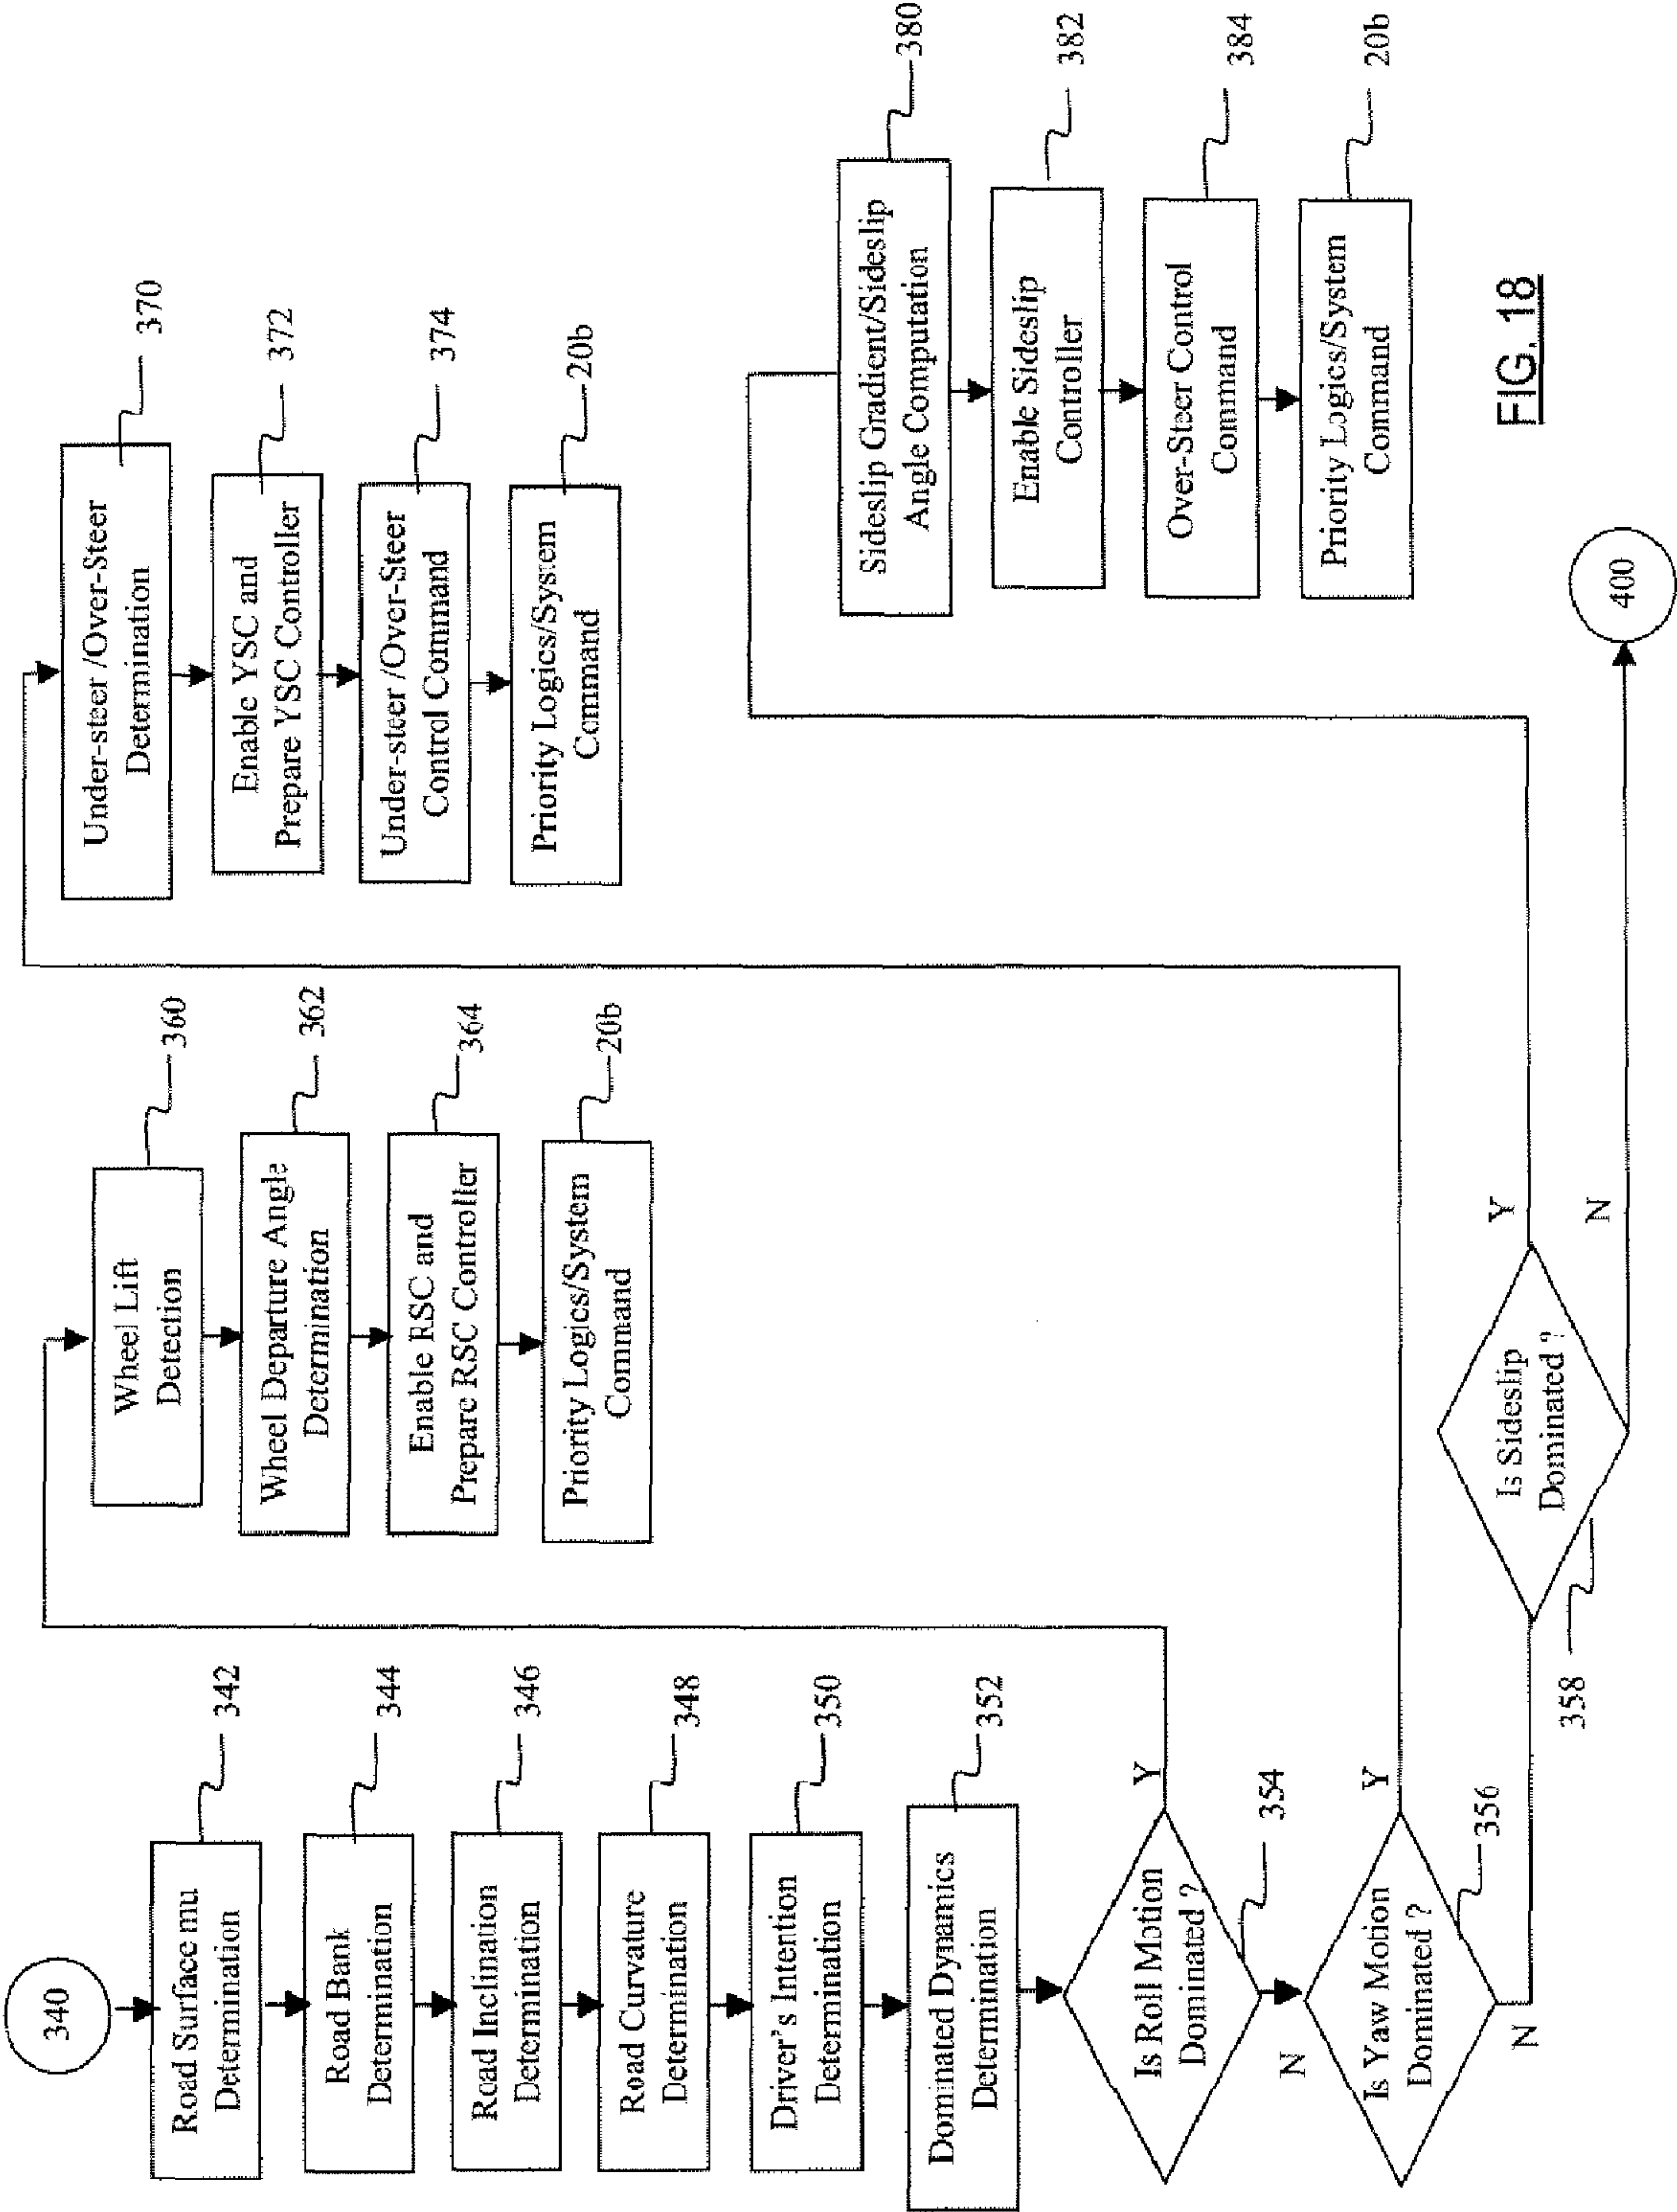 340
Road Surface mu
Determination
342
Road Bank
Determination
344
Road Inclination
Determination
346
Road Curvature
Determination
348
Driver's Intention
Determination
350
Dominated Dynamics
Determination
352
Is Roll Motion
Dominated ?
Y
354
N
Is Yaw Motion
Dominated ?
Y
356
N
Is Sideslip
Dominated ?
358
Y
N
400
Wheel Lift
Detection
360
Wheel Departure Angle
Determination
362
Enable RSC and
Prepare RSC Controller
364
Priority Logics/System
Command
20b
Under-steer /Over-Steer
Determination
370
Enable YSC and
Prepare YSC Controller
372
Under-steer /Over-Steer
Control Command
374
Priority Logics/System
Command
20b
Sideslip Gradient/Sideslip
Angle Computation
380
Enable Sideslip
Controller
382
Over-Steer Control
Command
384
Priority Logics/System
Command
20b
FIG. 18